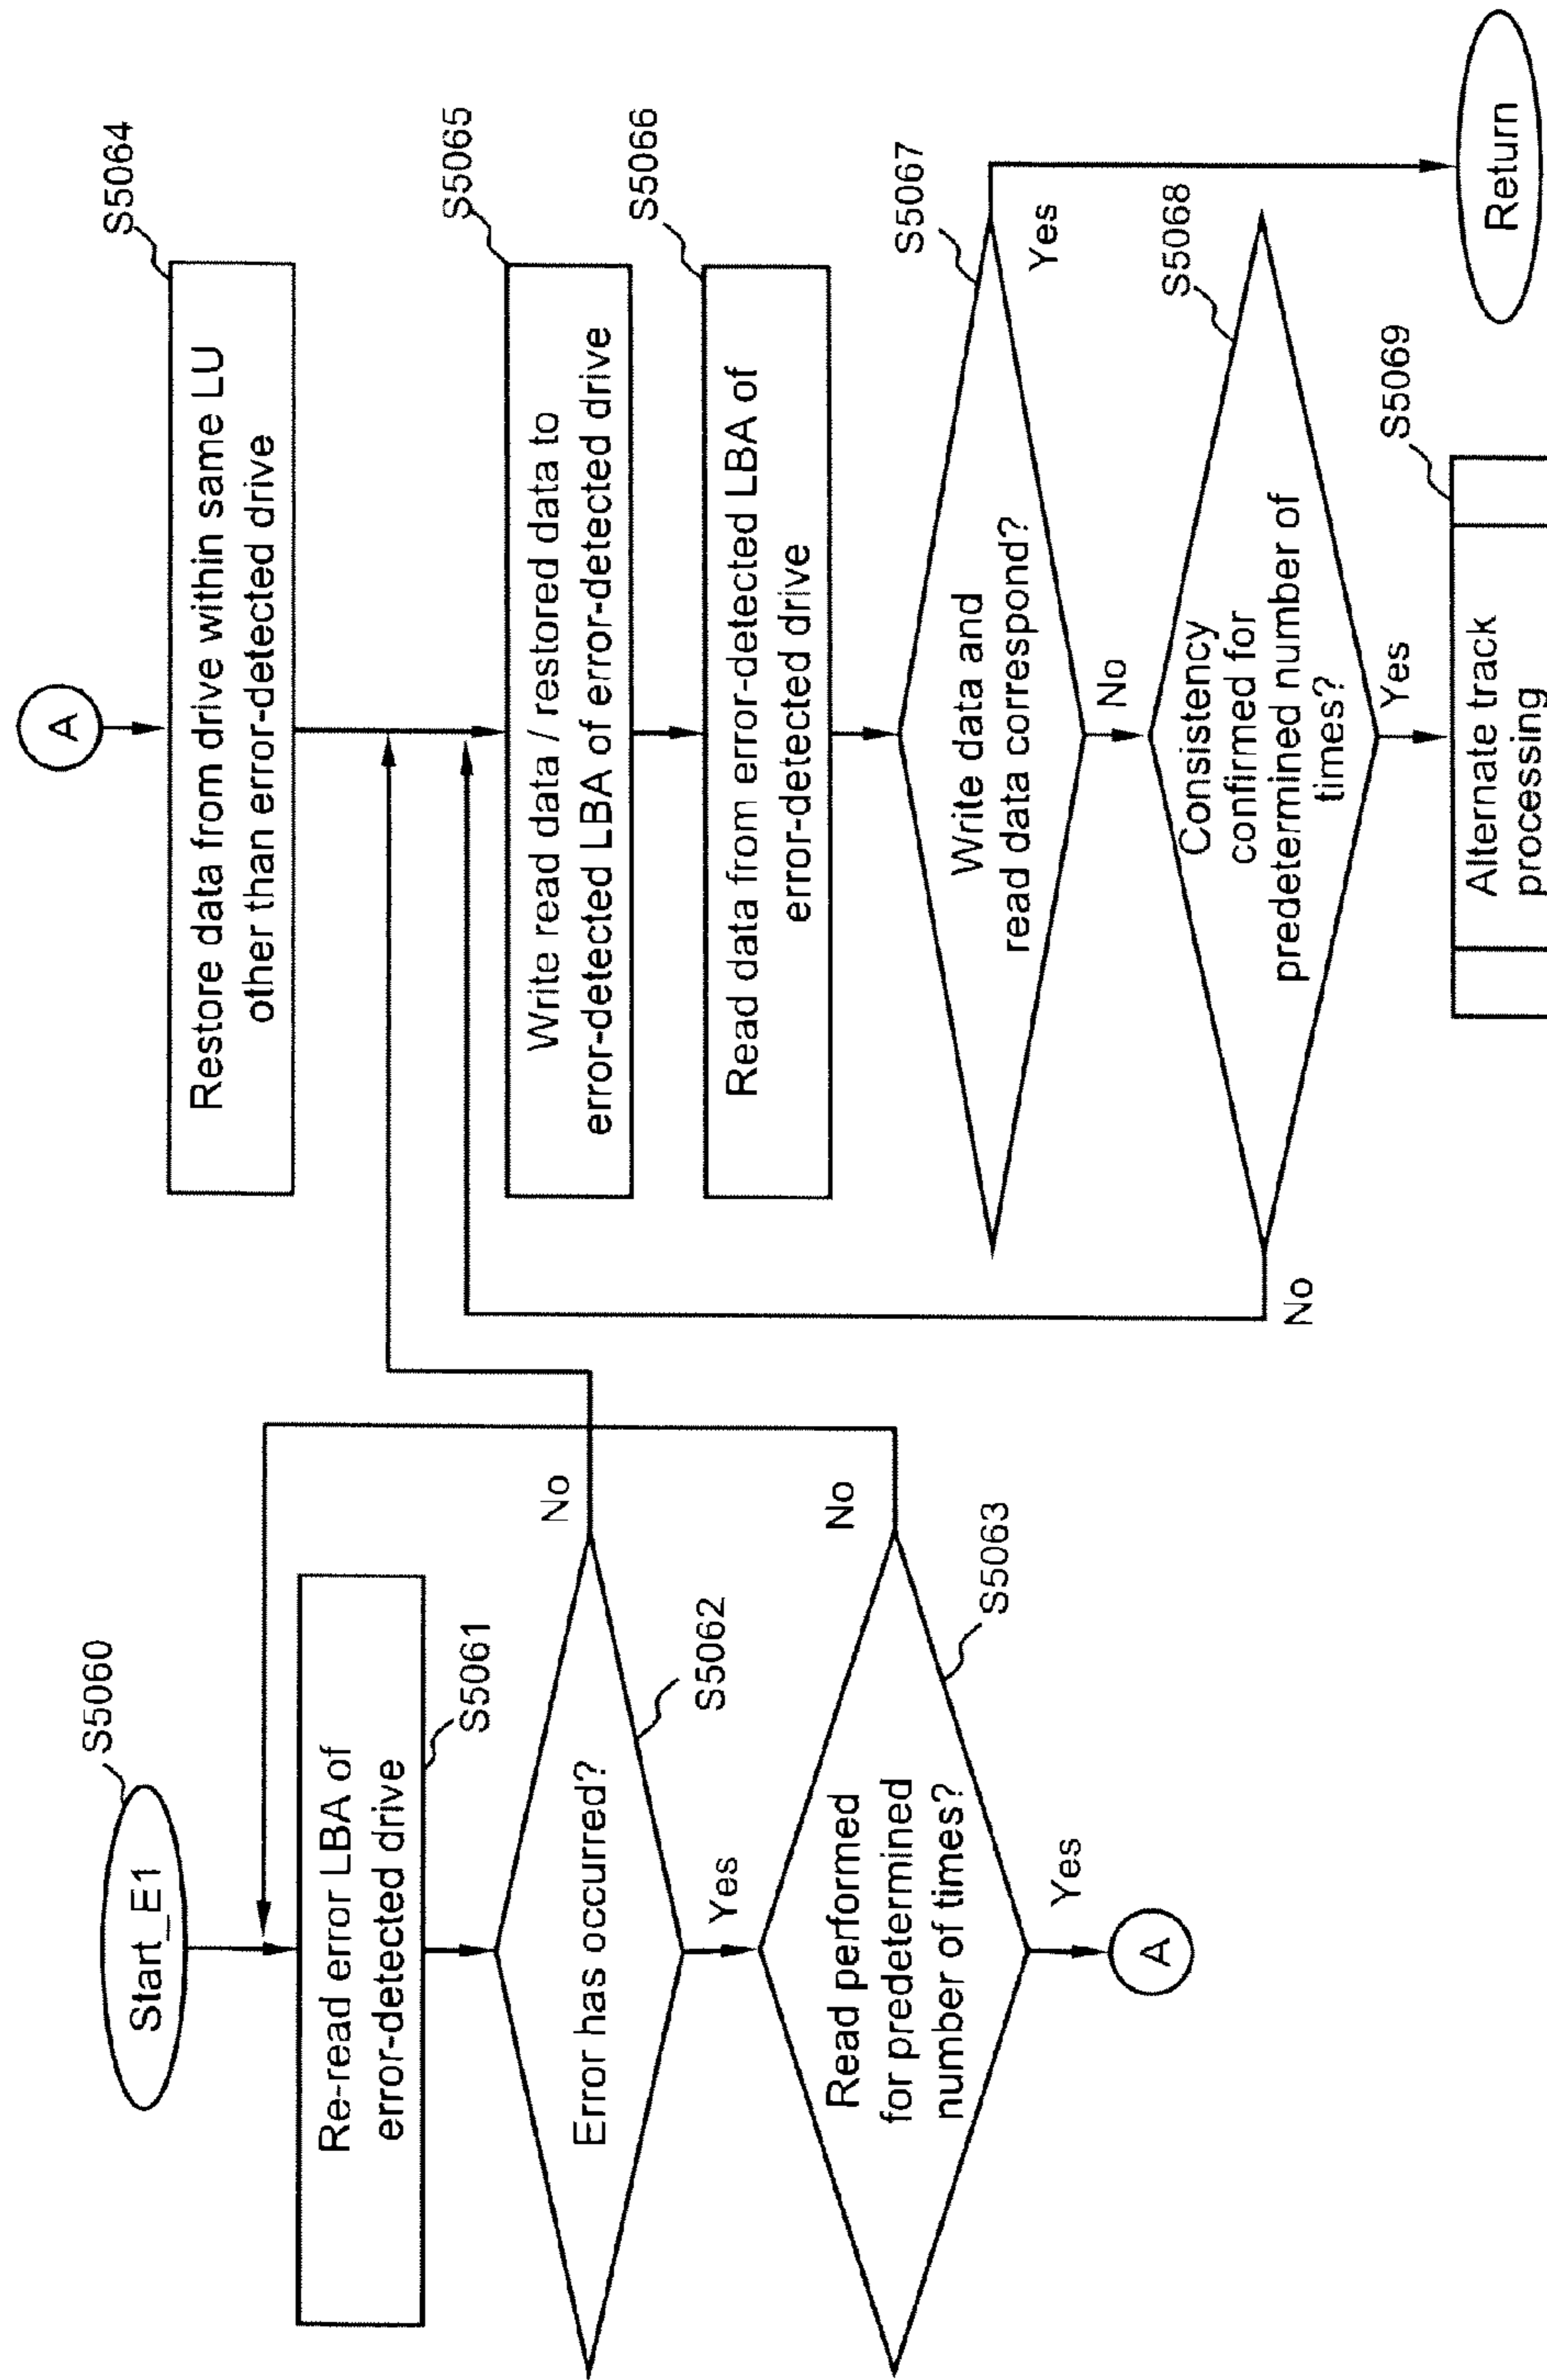 Start_E1
S5060
Re-read error LBA of
error-detected drive
S5061
Error has occurred?
No
S5062
Yes
Read performed
for predetermined
number of times?
No
S5063
Yes
A
A
S5064
Restore data from drive within same LU
other than error-detected drive
S5065
Write read data / restored data to
error-detected LBA of error-detected drive
S5066
Read data from error-detected LBA of
error-detected drive
S5067
Write data and
read data correspond?
Yes
No
S5068
Consistency
confirmed for
predetermined number of
times?
No
Yes
S5069
Alternate track
processing
Return